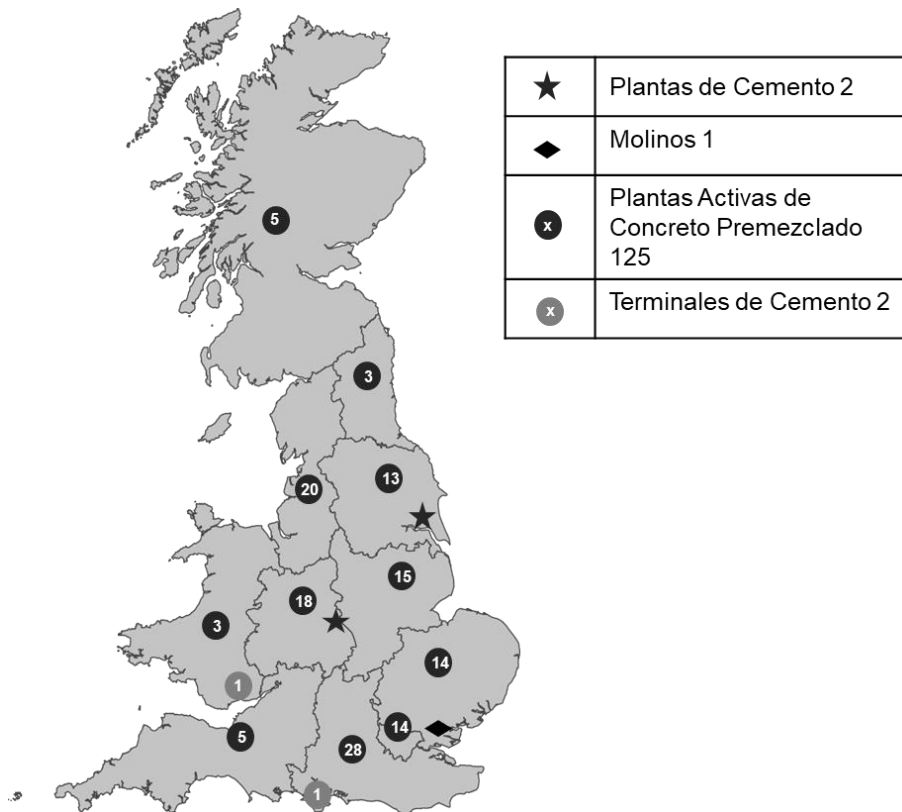 Plantas de Cemento 2
Molinos 1
x
Plantas Activas de
Concreto Premezclado
125
x
Terminales de Cemento 2
5
3
13
20
15
18
3
14
1
14
5
28
1